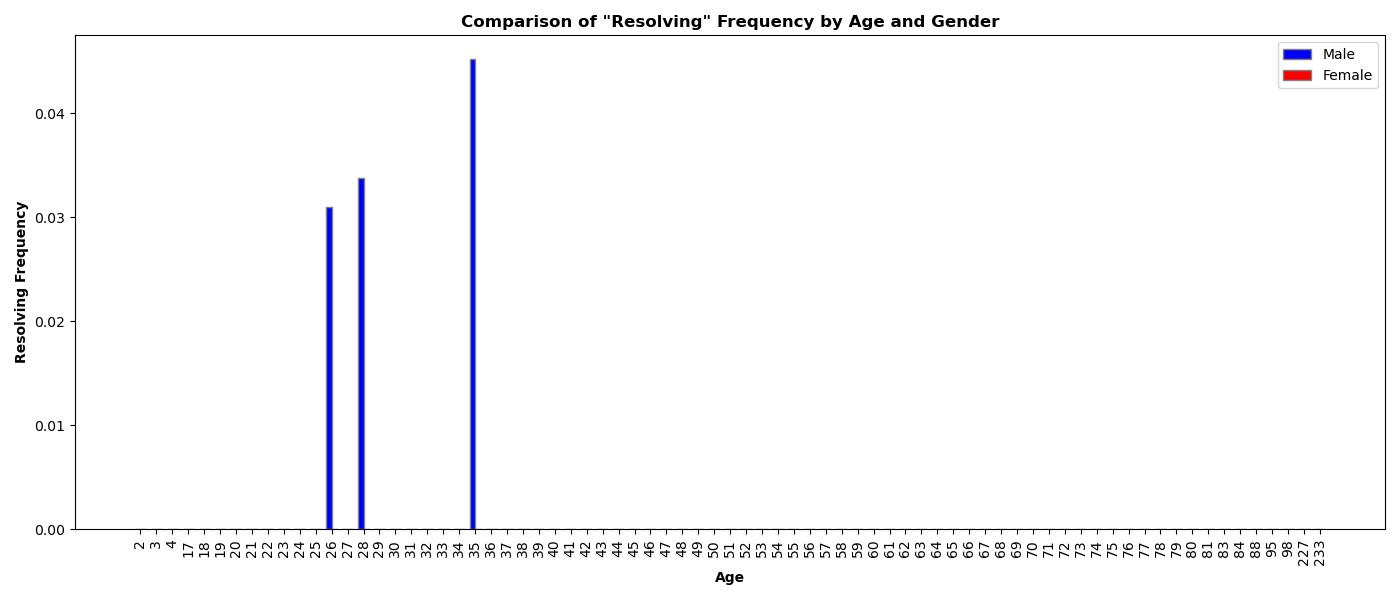 Comparison of "Resolving" Frequency by Age and Gender
Male
Female
Resolving Frequency
0.04
0.03
0.02
0.01
0.00
2 3 4 17 18 19 20 21 22 23 24 25 26 27 28 29 30 31 32 33 34 35 36 37 38 39 40 41 42 43 44 45 46 47 48 49 50 51 52 53 54 55 56 57 58 59 60 61 62 63 64 65 66 67 68 69 70 71 72 73 74 75 76 77 78 79 80 81 83 84 88 95 98 227 233
Age